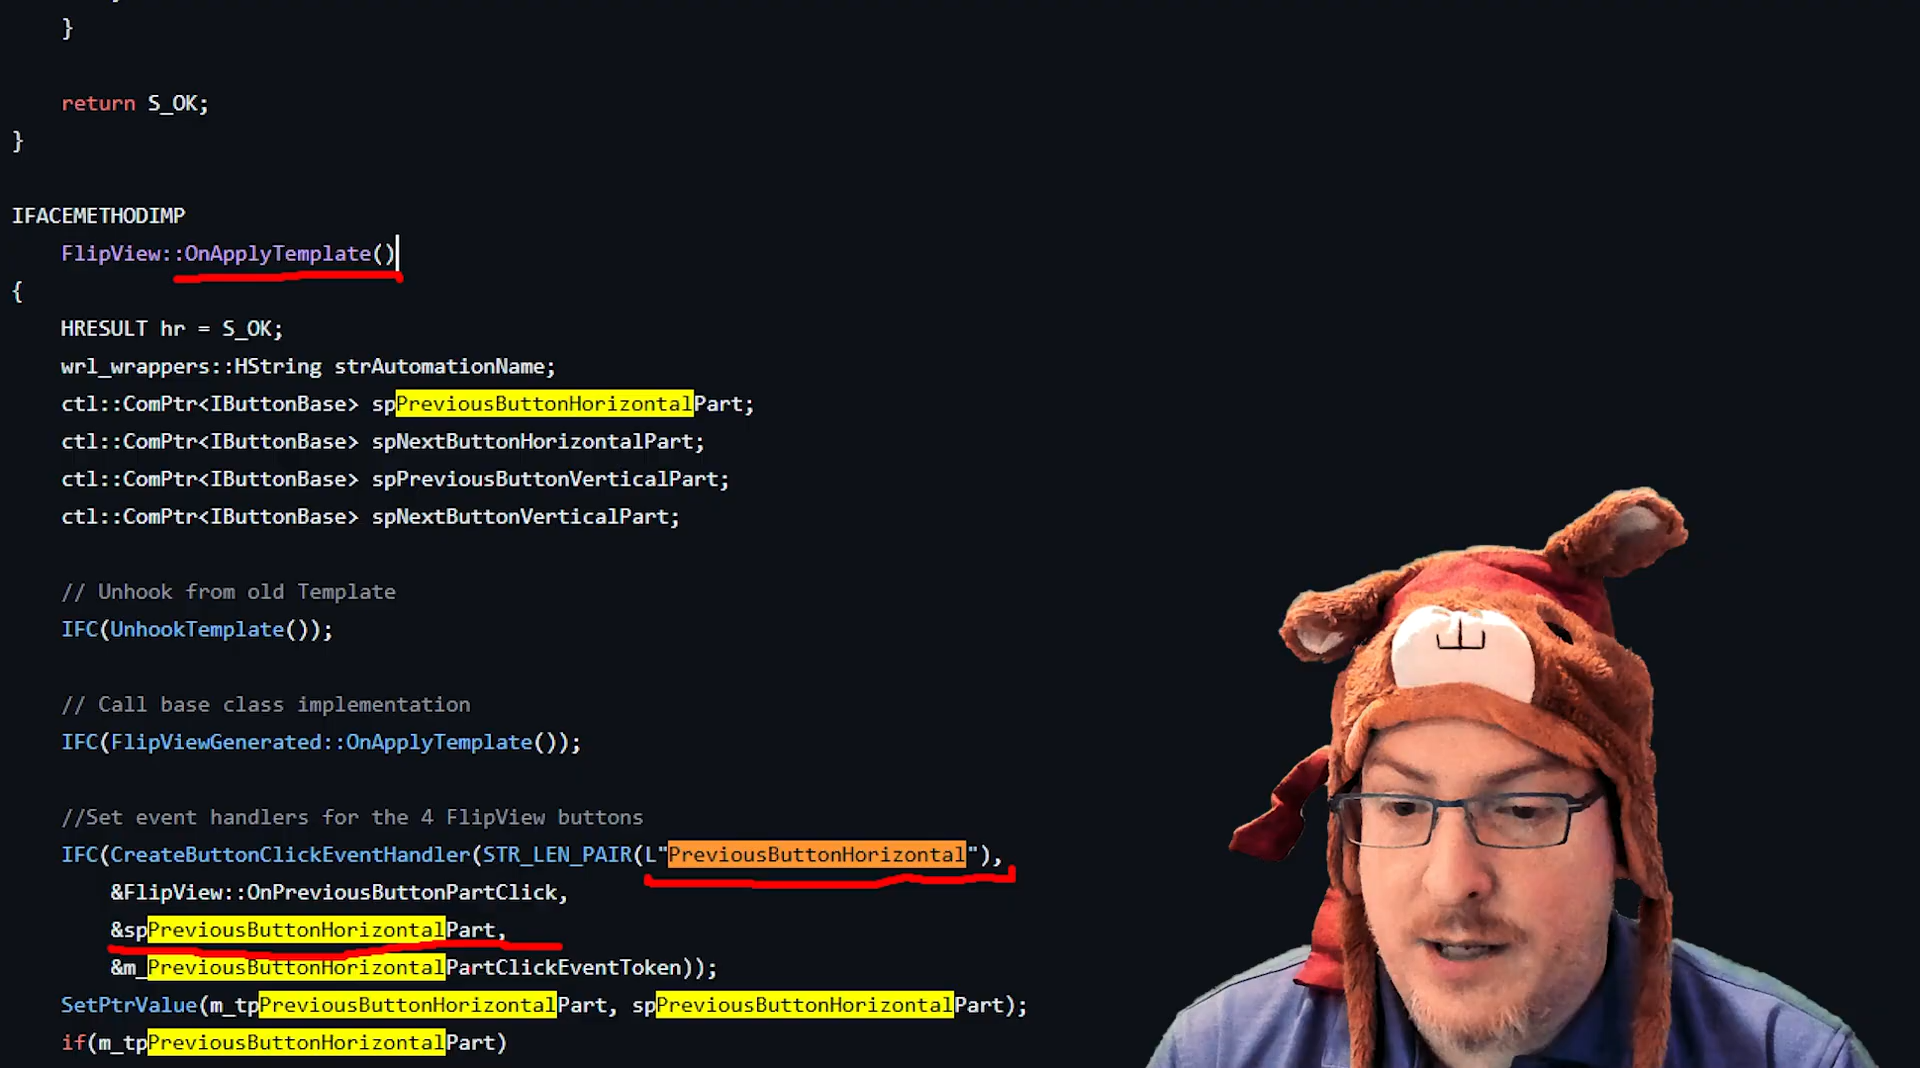 }
return S_OK;
}
IFACEMETHODIMP
FlipView::OnApplyTemplate()
{
HRESULT hr = S_OK;
wrl_wrappers::HString strAutomationName;
ctl::ComPtr<IButtonBase> spPreviousButtonHorizontalPart;
ctl::ComPtr<IButtonBase> spNextButtonHorizontalPart;
ctl::ComPtr<IButtonBase> spPreviousButtonVerticalPart;
ctl::ComPtr<IButtonBase> spNextButtonVerticalPart;
// Unhook from old Template
IFC(UnhookTemplate());
// Call base class implementation
IFC(FlipViewGenerated::OnApplyTemplate());
//Set event handlers for the 4 FlipView buttons
IFC(CreateButtonClickEventHandler(STR_LEN_PAIR(L"PreviousButtonHorizontal"),
&FlipView::OnPreviousButtonPartClick,
&spPreviousButtonHorizontalPart,
&m_PreviousButtonHorizontalPartClickEventToken));
SetPtrValue(m_tpPreviousButtonHorizontalPart, spPreviousButtonHorizontalPart);
if(m_tpPreviousButtonHorizontalPart)